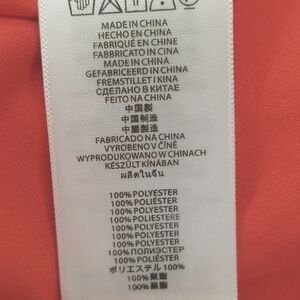 MADE IN CHINA
HECHO EN CHINA
FABRIQUÉ EN CHINE
FABBRICATO IN CINA
MADE IN CHINA
GEFABRICEERD IN CHINA
FREMSTILLET I KINA
СДЕЛАНО В КИТАЕ
FEITO NA CHINA
中国製
中国制造
中國製造
FABRICADO NA CHINA
VYROBENO V ČÍNĚ
WYPRODUKOWANO W CHINACH
KÉSZÜLT KÍNÁBAN
ผลิตในจีน
100% POLYESTER
100% POLIÉSTER
100% POLYESTER
100% POLIESTERE
100% POLYESTER
100% POLYESTER
100% POLYESTER
100% ПОЛИЭСТЕР
100% POLIÉSTER
ポリエステル 100%
100% 聚酯
100% 聚酯